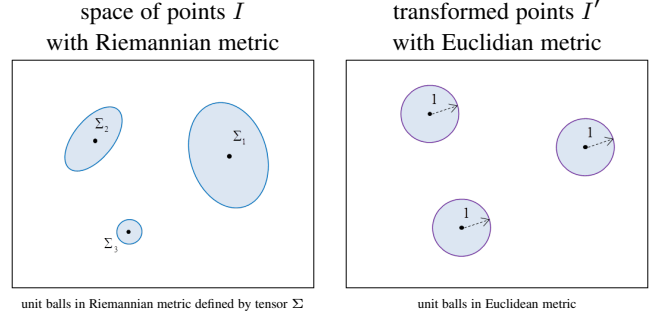 space of points I
with Riemannian metric
transformed points I′
with Euclidian metric
Σ₂
Σ₁
Σ₃
1
1
1
unit balls in Riemannian metric defined by tensor Σ
unit balls in Euclidean metric